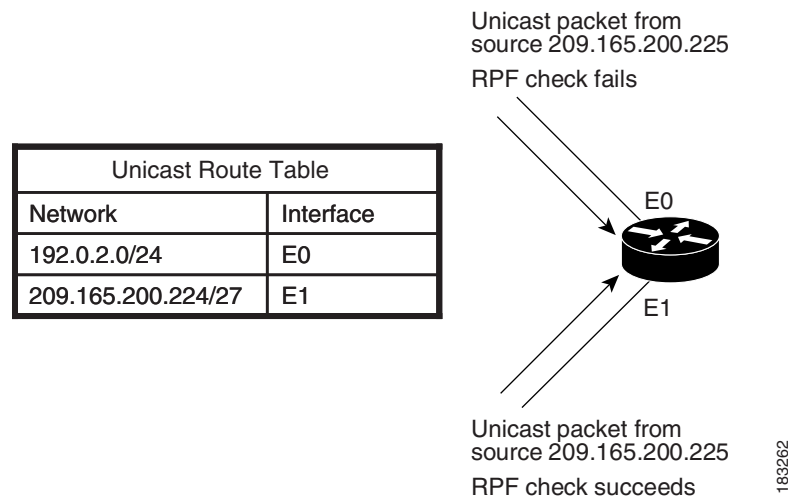 Unicast packet from
source 209.165.200.225
RPF check fails
Unicast Route Table
Network Interface
192.0.2.0/24 E0
209.165.200.224/27 E1
E0
E1
Unicast packet from
source 209.165.200.225
RPF check succeeds
183262